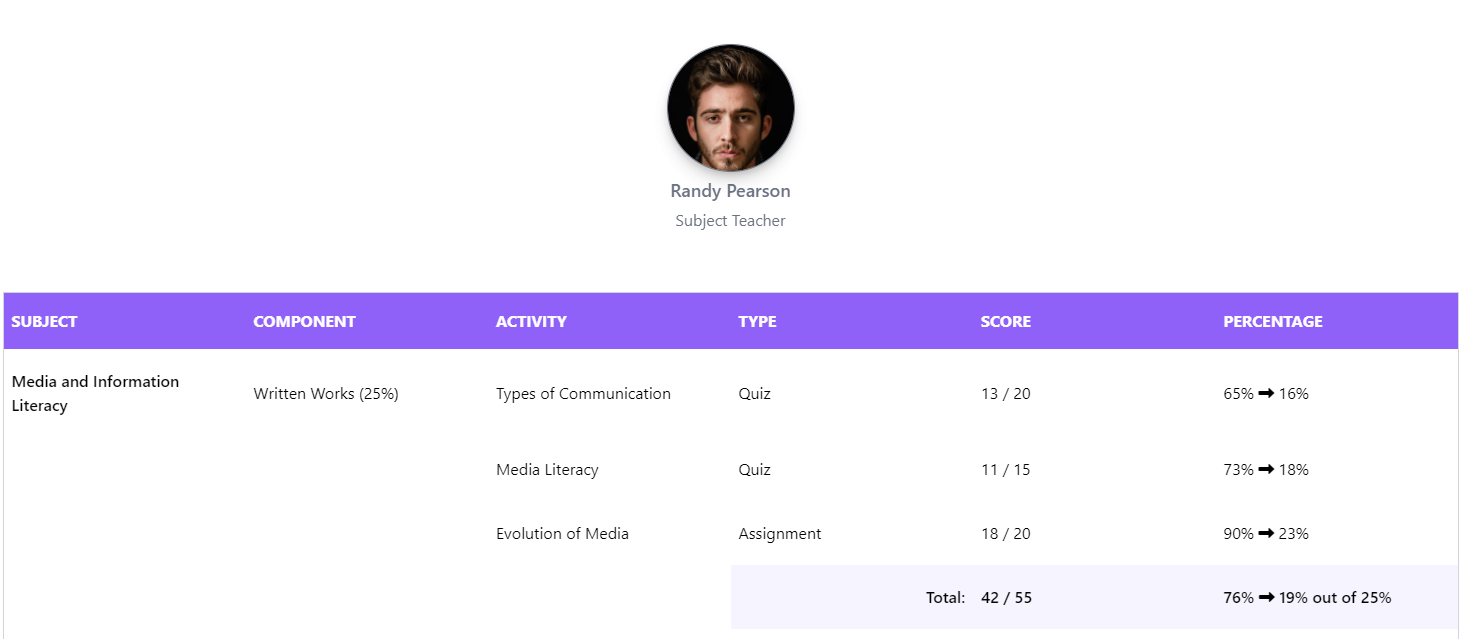 Randy Pearson
Subject Teacher
SUBJECT COMPONENT ACTIVITY TYPE SCORE PERCENTAGE
Media and Information Literacy Written Works (25%) Types of Communication Quiz 13 / 20 65% ➡ 16%
Media Literacy Quiz 11 / 15 73% ➡ 18%
Evolution of Media Assignment 18 / 20 90% ➡ 23%
Total: 42 / 55 76% ➡ 19% out of 25%